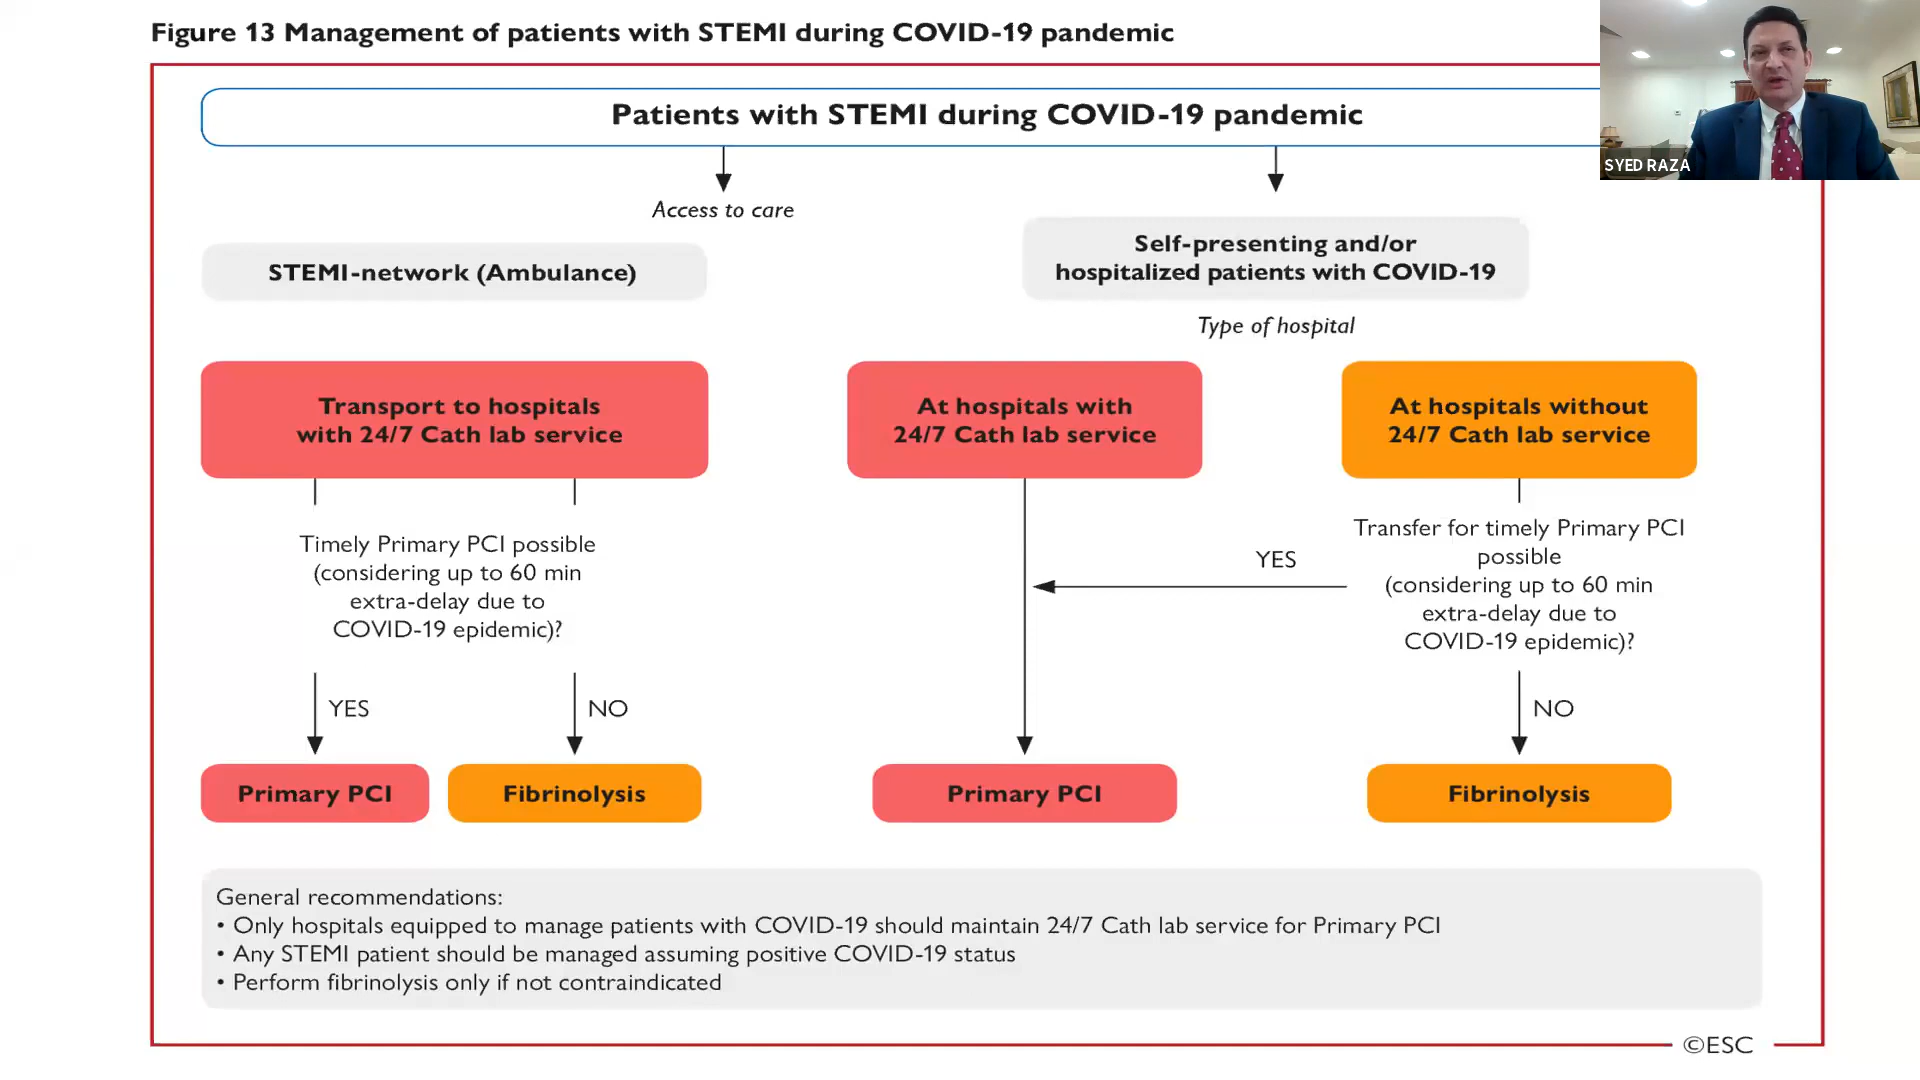 Figure 13 Management of patients with STEMI during COVID-19 pandemic
Patients with STEMI during COVID-19 pandemic
SYED RAZA
Access to care
STEMI-network (Ambulance)
Self-presenting and/or
hospitalized patients with COVID-19
Type of hospital
Transport to hospitals
with 24/7 Cath lab service
At hospitals with
24/7 Cath lab service
At hospitals without
24/7 Cath lab service
Timely Primary PCI possible
(considering up to 60 min
extra-delay due to
COVID-19 epidemic)?
YES
Transfer for timely Primary PCI
possible
(considering up to 60 min
extra-delay due to
COVID-19 epidemic)?
YES
NO
NO
Primary PCI
Fibrinolysis
Primary PCI
Fibrinolysis
General recommendations:
• Only hospitals equipped to manage patients with COVID-19 should maintain 24/7 Cath lab service for Primary PCI
• Any STEMI patient should be managed assuming positive COVID-19 status
• Perform fibrinolysis only if not contraindicated
©ESC